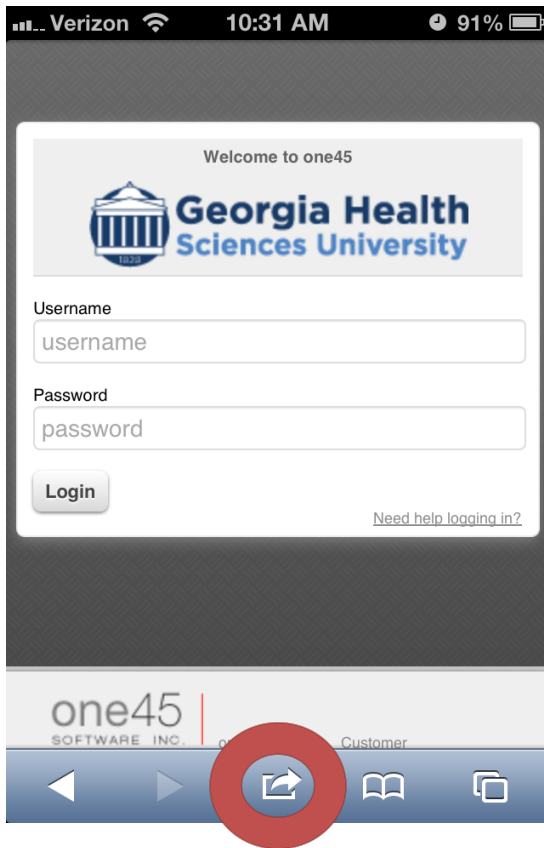 Verizon 10:31 AM 91%
Welcome to one45
Georgia Health
Sciences University
1828
Username
username
Password
password
Login
Need help logging in?
one45
SOFTWARE INC.
Customer